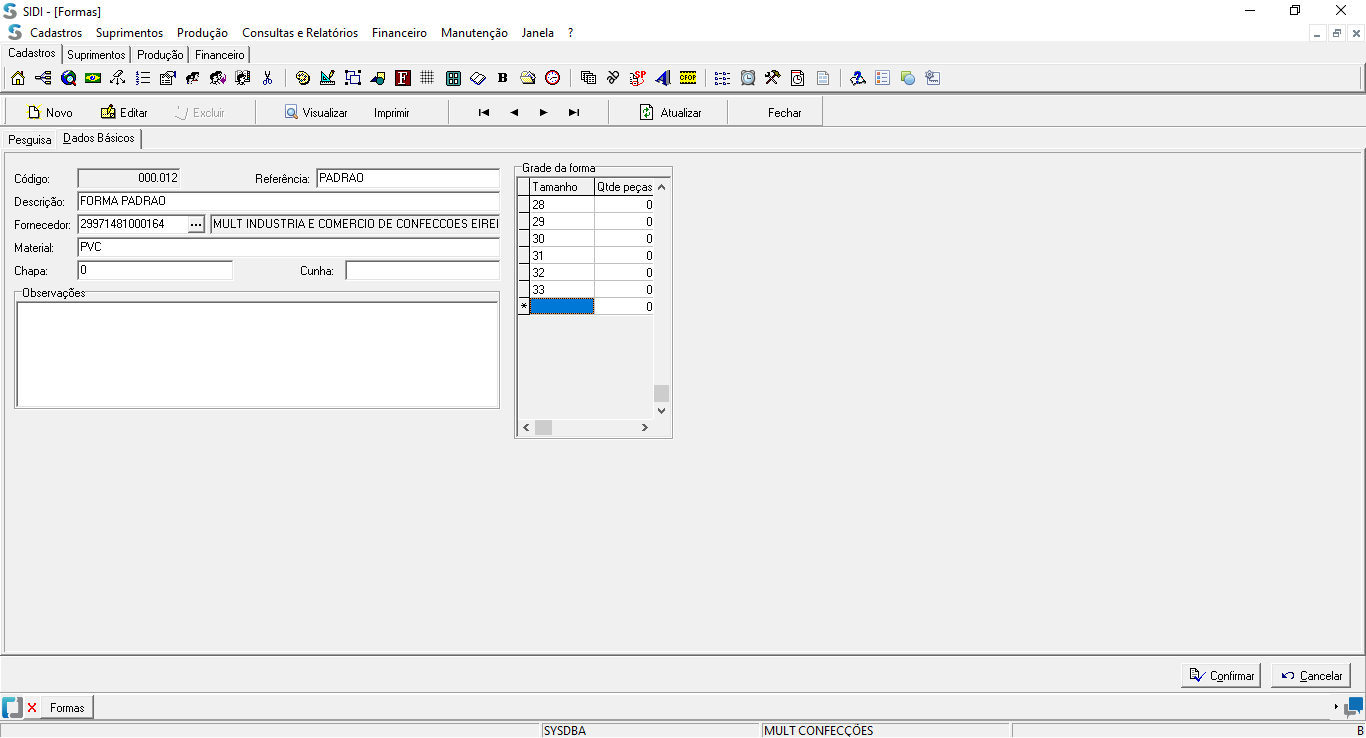 SIDI - [Formas]
Cadastros Suprimentos Produção Consultas e Relatórios Financeiro Manutenção Janela ?
Cadastros Suprimentos Produção Financeiro
F B SP CFOP
Novo Editar Excluir Visualizar Imprimir Atualizar Fechar
Pesquisa Dados Básicos
Código: 000.012 Referência: PADRAO
Descrição: FORMA PADRAO
Fornecedor: 29971481000164 ... MULT INDUSTRIA E COMERCIO DE CONFECCOES EIREI
Material: PVC
Chapa: 0 Cunha:
Observações
Grade da forma
Tamanho Qtde peças
28 0
29 0
30 0
31 0
32 0
33 0
* 0
Confirmar Cancelar
Formas
SYSDBA MULT CONFECÇÕES B